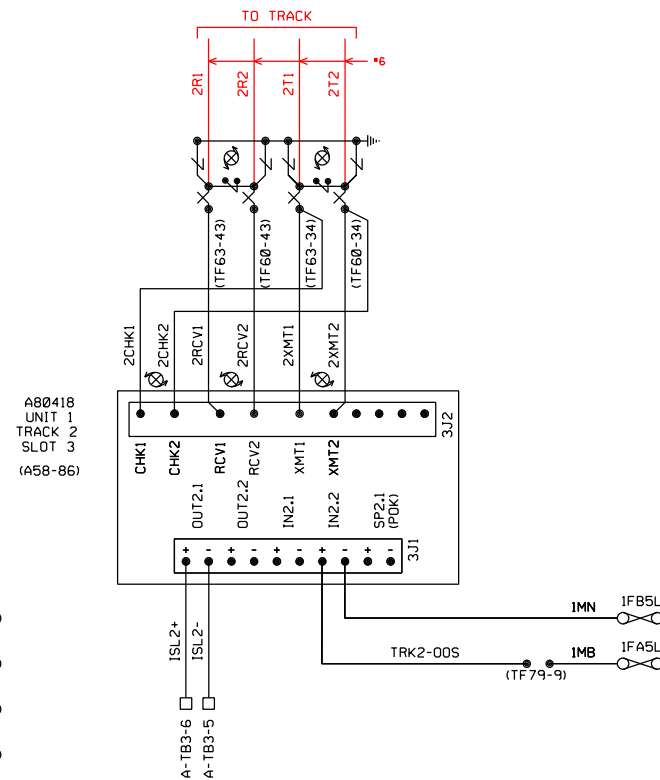 TO TRACK
2R1
2R2
2T1
2T2
*6
(TF63-43)
(TF60-43)
(TF63-34)
(TF60-34)
2CHK1
2CHK2
2RCV1
2RCV2
2XMT1
2XMT2
A80418
UNIT 1
TRACK 2
SLOT 3
(A58-86)
3J2
CHK1
CHK2
RCV1
RCV2
XMT1
XMT2
OUT2.1
OUT2.2
IN2.1
IN2.2
SP2.1
(POK)
+ - + - + - + - + -
3J1
ISL2+
ISL2-
1MN
1FB5L
TRK2-OOS
1MB
1FA5L
(TF79-9)
A-TB3-6
A-TB3-5